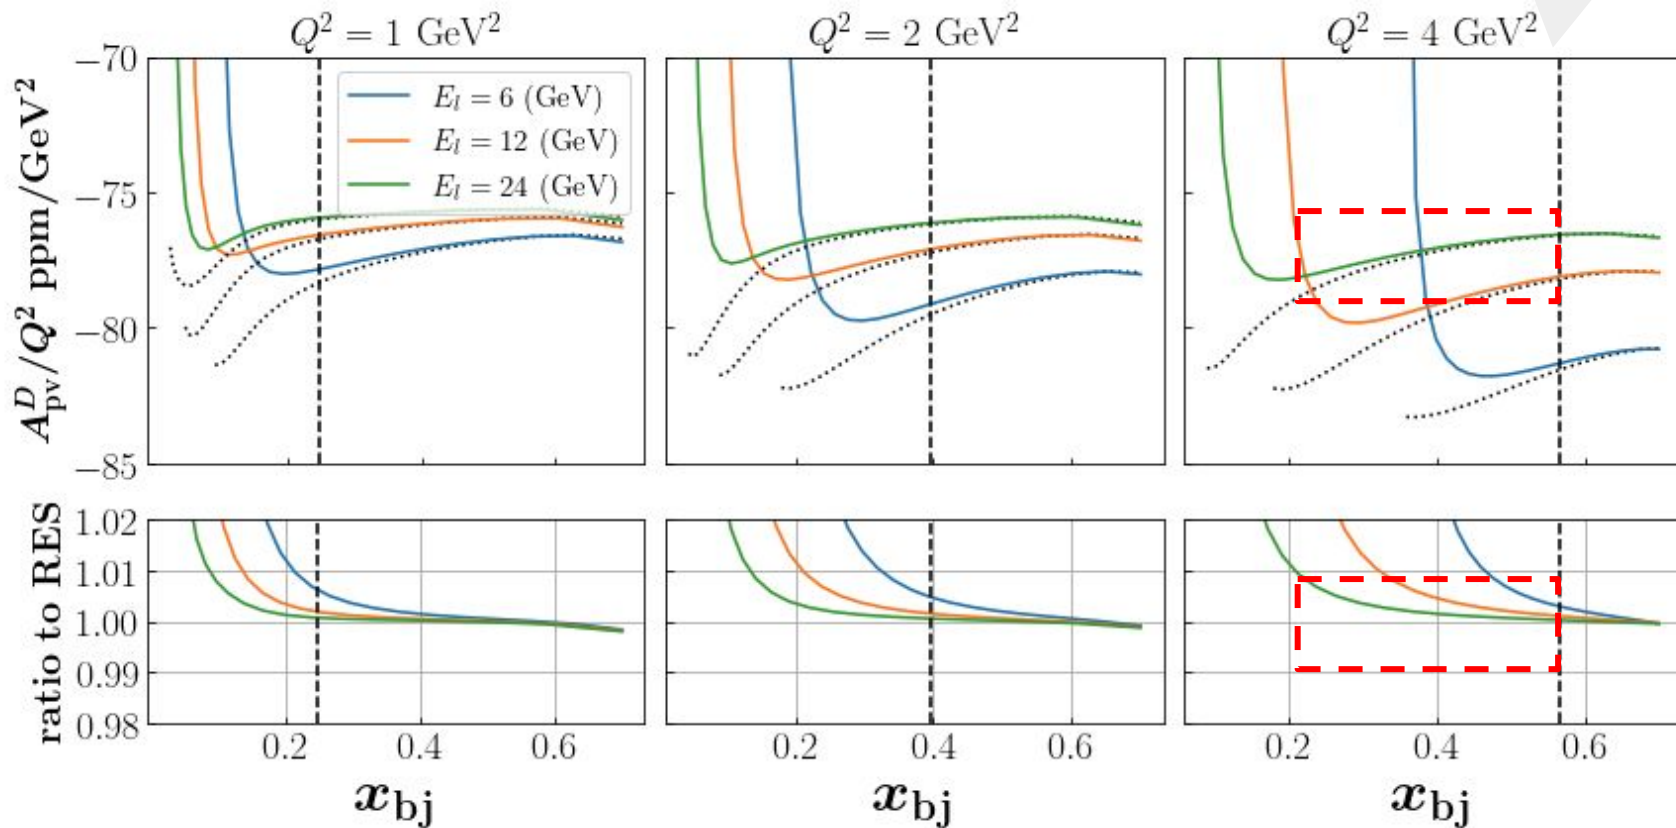 Q² = 1 GeV²
Q² = 2 GeV²
Q² = 4 GeV²
A^D_pv/Q² ppm/GeV²
−70
−75
−80
−85
E_l = 6 (GeV)
E_l = 12 (GeV)
E_l = 24 (GeV)
ratio to RES
1.02
1.01
1.00
0.99
0.98
0.2 0.4 0.6
0.2 0.4 0.6
0.2 0.4 0.6
x_bj
x_bj
x_bj